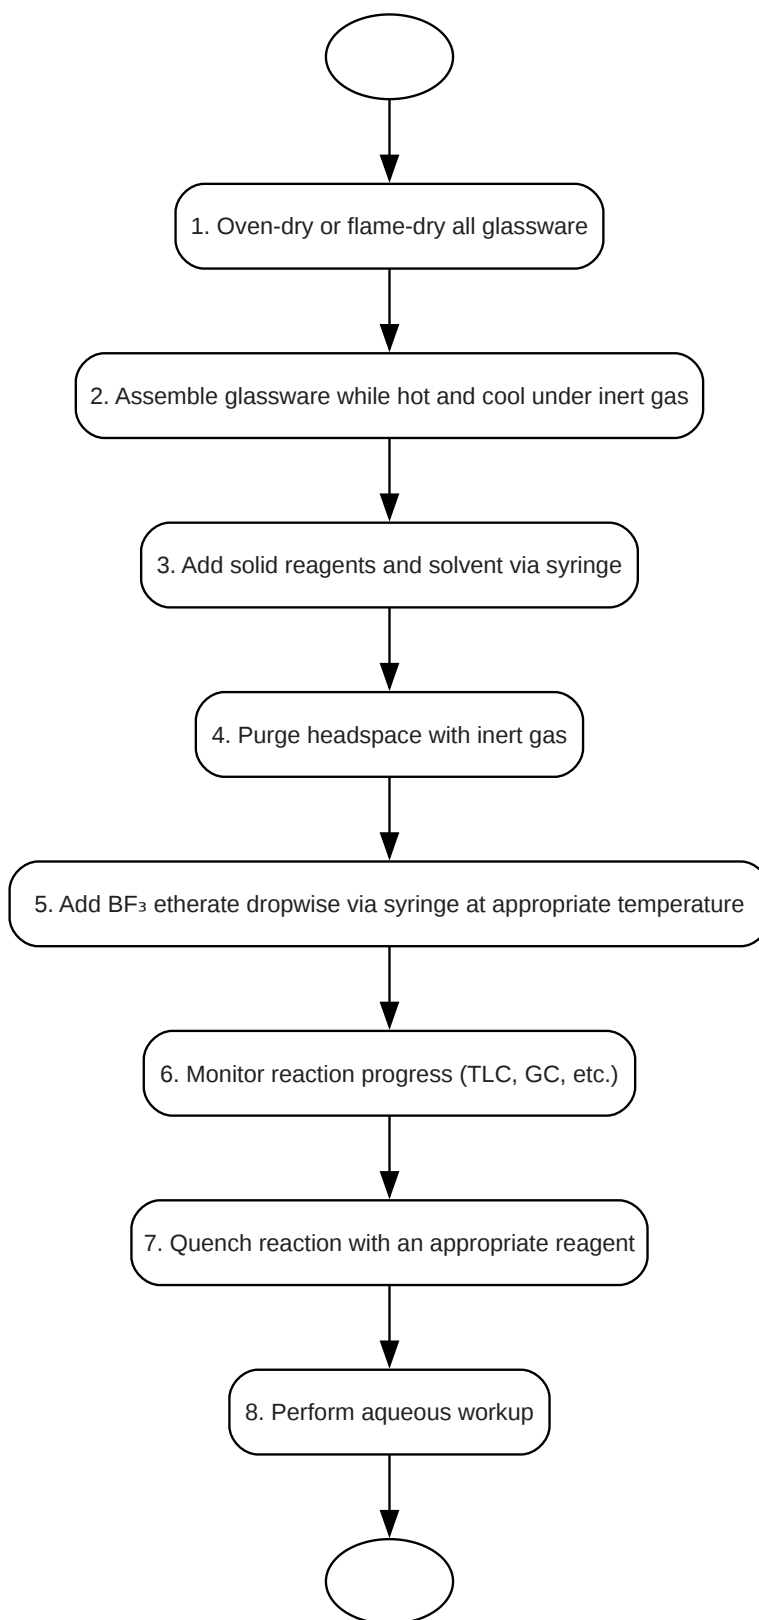 1. Oven-dry or flame-dry all glassware
2. Assemble glassware while hot and cool under inert gas
3. Add solid reagents and solvent via syringe
4. Purge headspace with inert gas
5. Add BF₃ etherate dropwise via syringe at appropriate temperature
6. Monitor reaction progress (TLC, GC, etc.)
7. Quench reaction with an appropriate reagent
8. Perform aqueous workup